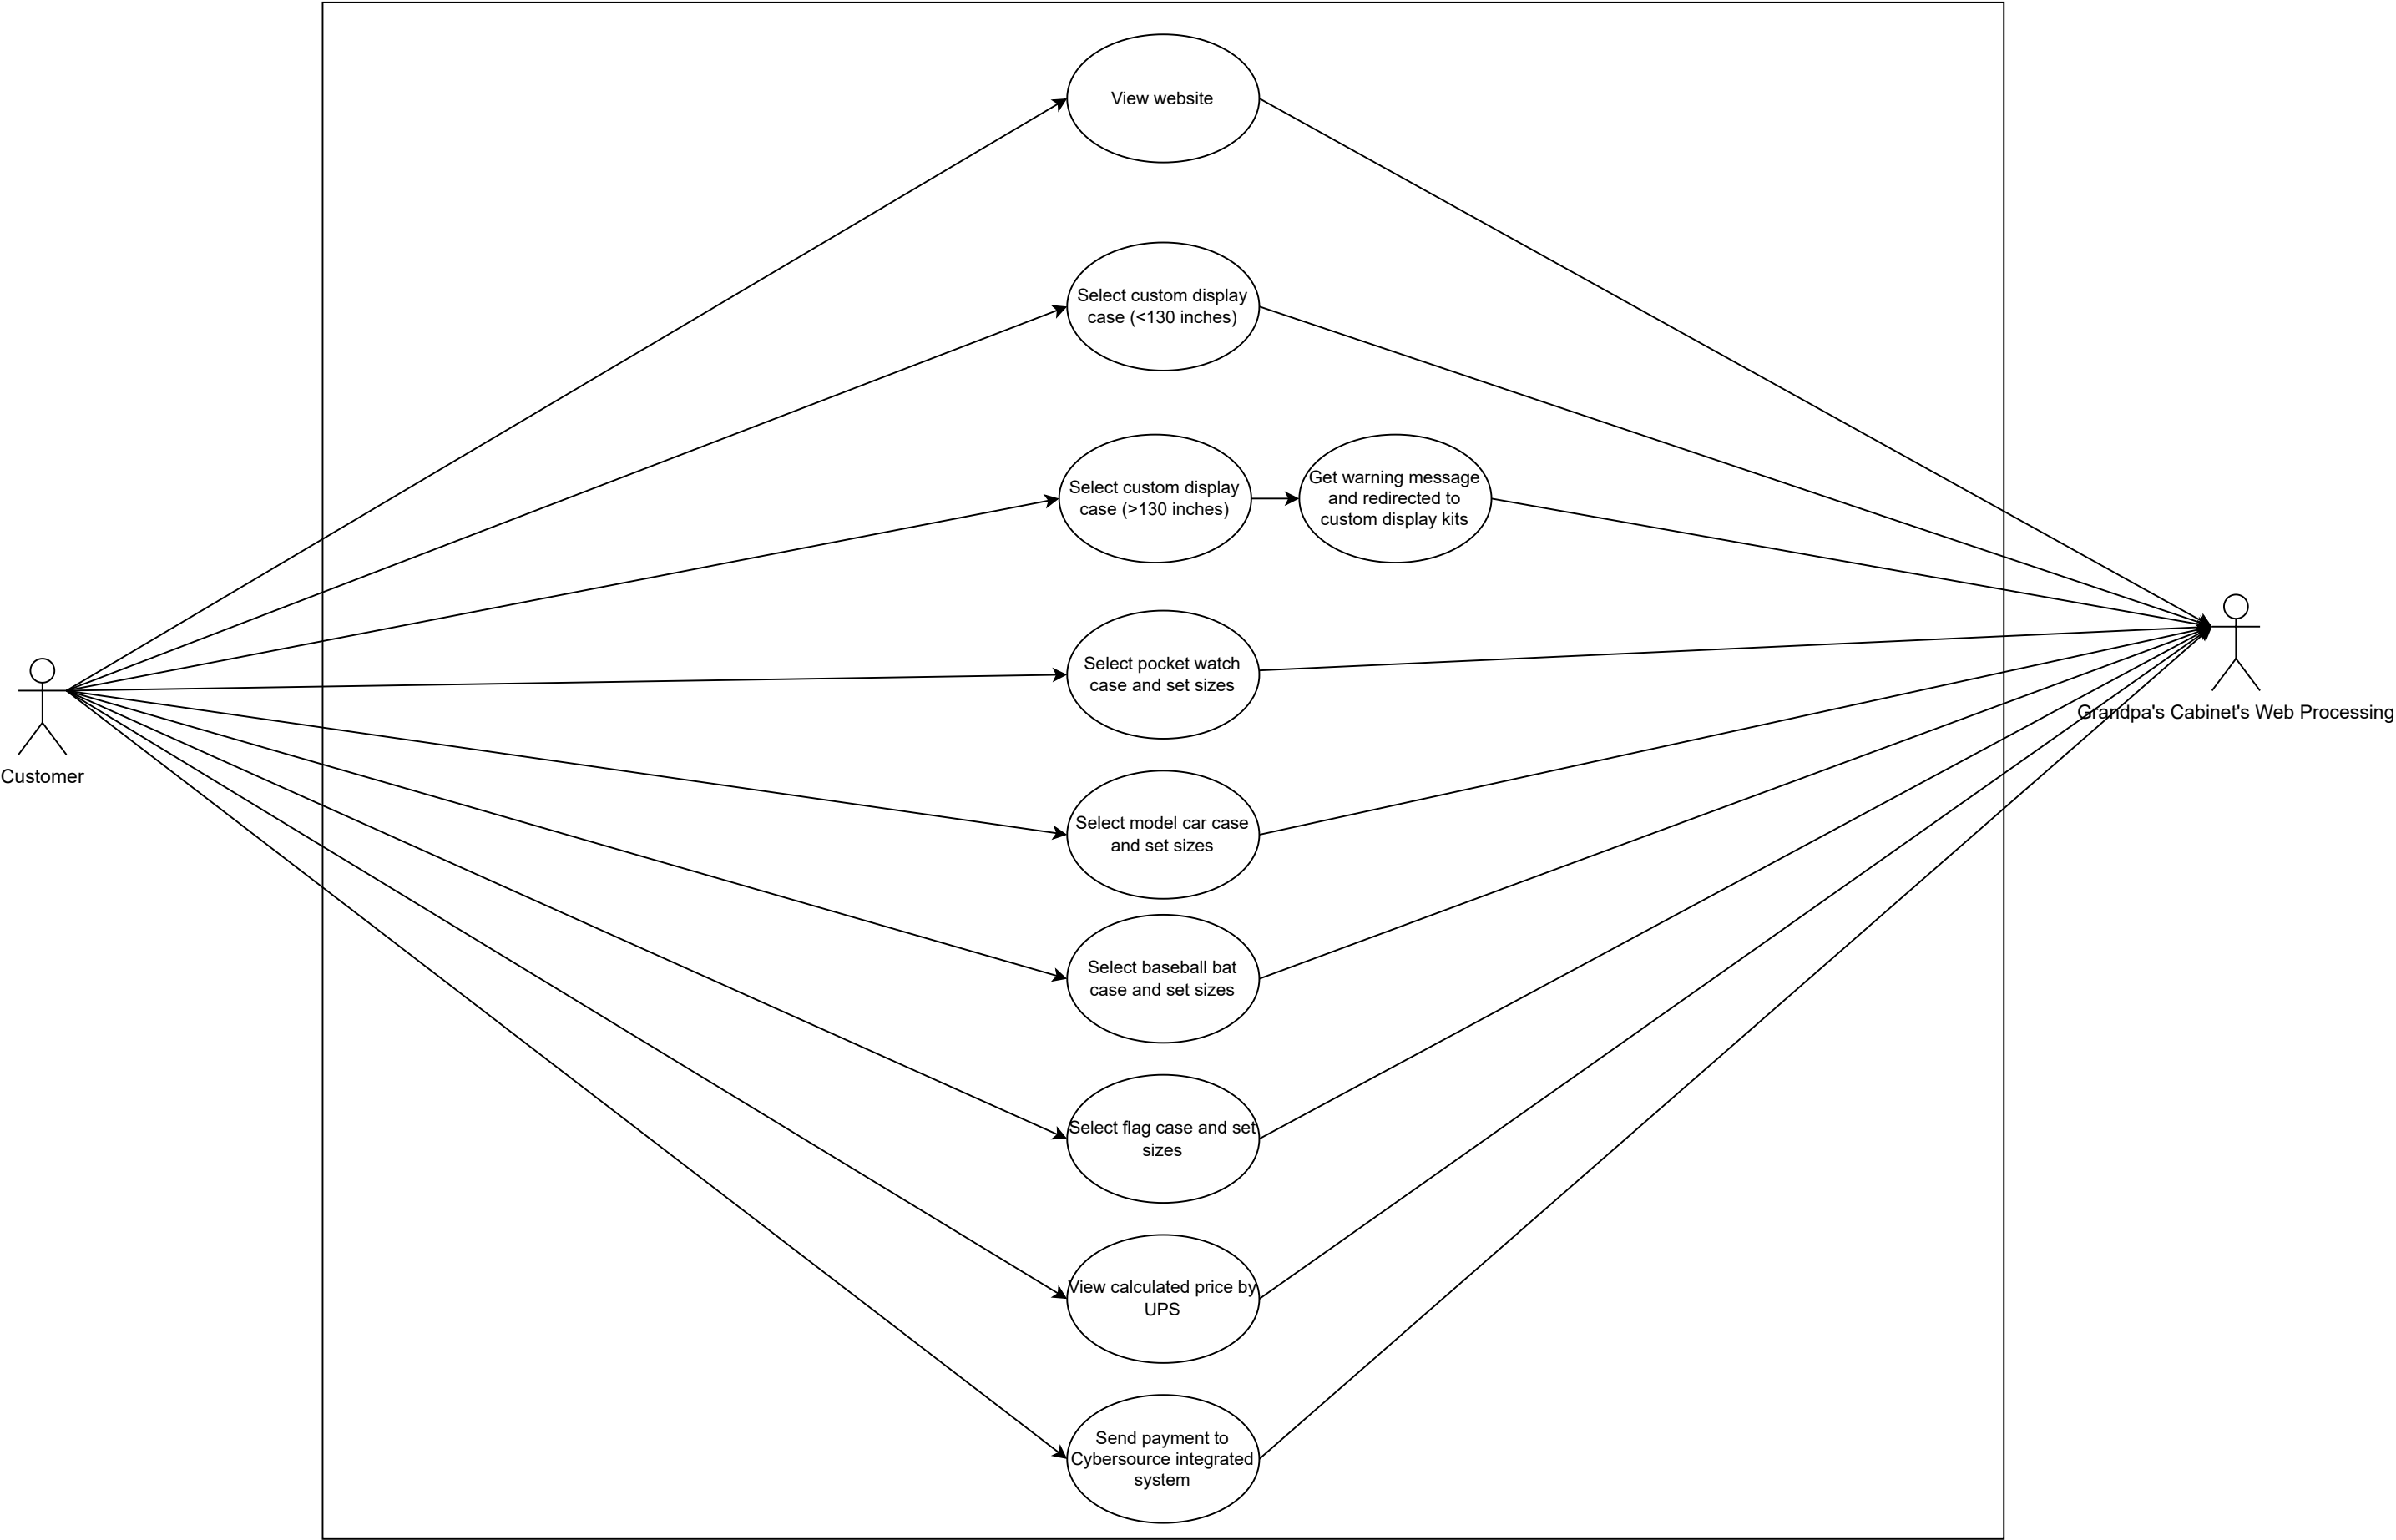 View website
Select custom display
case (<130 inches)
Select custom display
case (>130 inches)
Get warning message
and redirected to
custom display kits
Select pocket watch
case and set sizes
Customer
Grandpa's Cabinet's Web Processing
Select model car case
and set sizes
Select baseball bat
case and set sizes
Select flag case and set
sizes
View calculated price by
UPS
Send payment to
Cybersource integrated
system